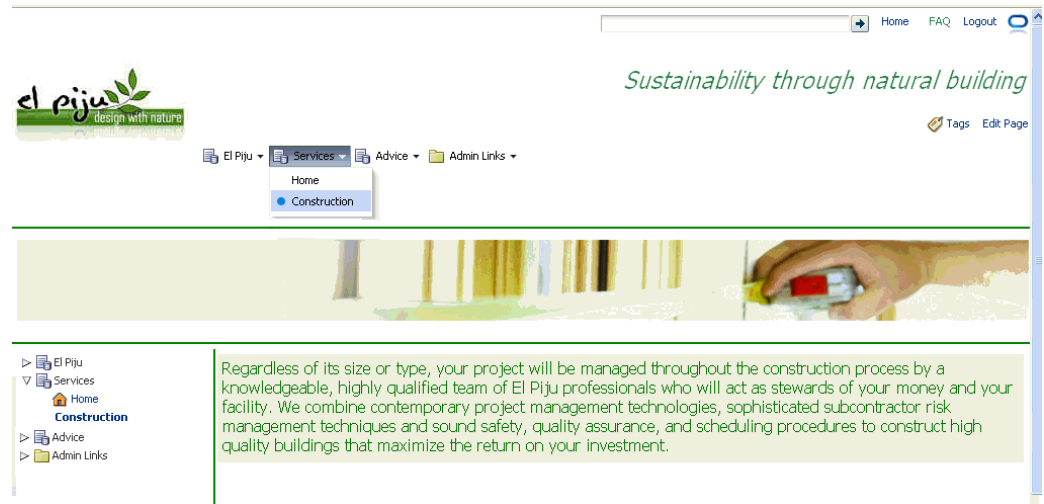 Home FAQ Logout
el piju
design with nature
Sustainability through natural building
Tags Edit Page
El Piju Services Advice Admin Links
Home
Construction
El Piju
Services
Home
Construction
Advice
Admin Links
Regardless of its size or type, your project will be managed throughout the construction process by a
knowledgeable, highly qualified team of El Piju professionals who will act as stewards of your money and your
facility. We combine contemporary project management technologies, sophisticated subcontractor risk
management techniques and sound safety, quality assurance, and scheduling procedures to construct high
quality buildings that maximize the return on your investment.